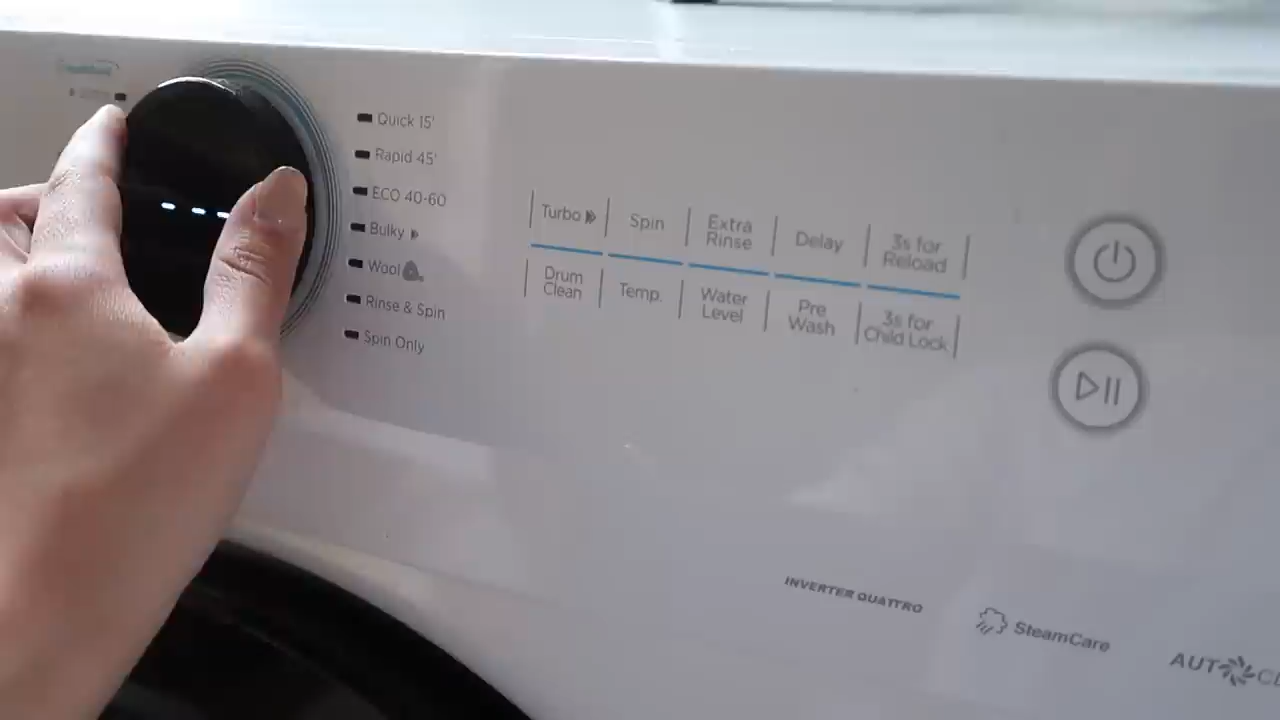 Quick 15'
Rapid 45'
ECO 40-60
Bulky
Wool
Rinse & Spin
Spin Only
Turbo
Spin
Extra
Rinse
Delay
3s for
Reload
Drum
Clean
Temp.
Water
Level
Pre
Wash
3s for
Child Lock
INVERTER QUATTRO
SteamCare